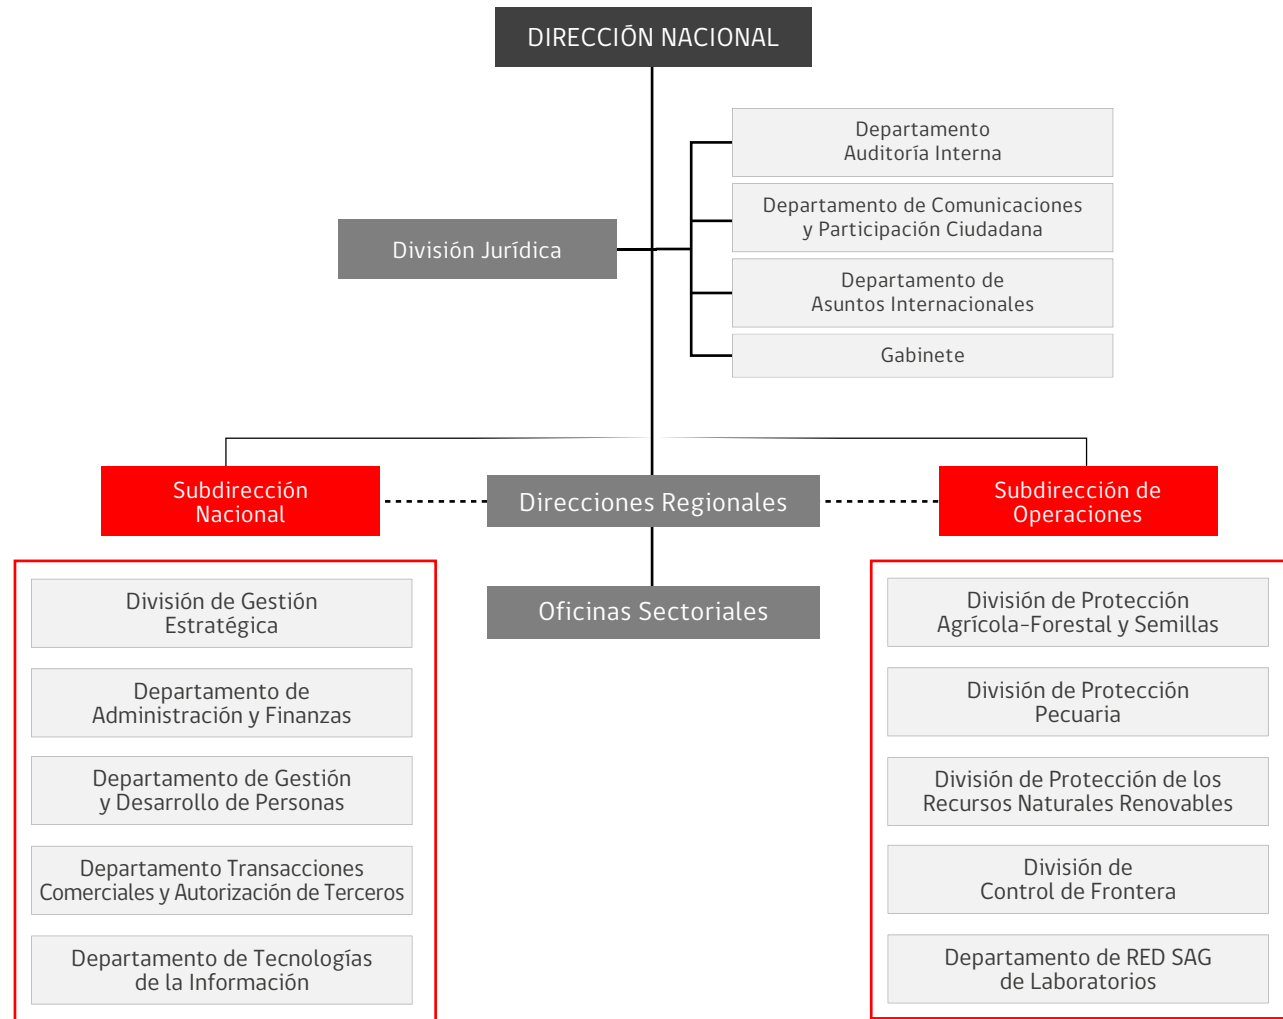 DIRECCIÓN NACIONAL
Departamento
Auditoría Interna
Departamento de Comunicaciones
y Participación Ciudadana
División Jurídica
Departamento de
Asuntos Internacionales
Gabinete
Subdirección
Nacional
Direcciones Regionales
Subdirección de
Operaciones
Oficinas Sectoriales
División de Gestión
Estratégica
Departamento de
Administración y Finanzas
Departamento de Gestión
y Desarrollo de Personas
Departamento Transacciones
Comerciales y Autorización de Terceros
Departamento de Tecnologías
de la Información
División de Protección
Agrícola-Forestal y Semillas
División de Protección
Pecuaria
División de Protección de los
Recursos Naturales Renovables
División de
Control de Frontera
Departamento de RED SAG
de Laboratorios